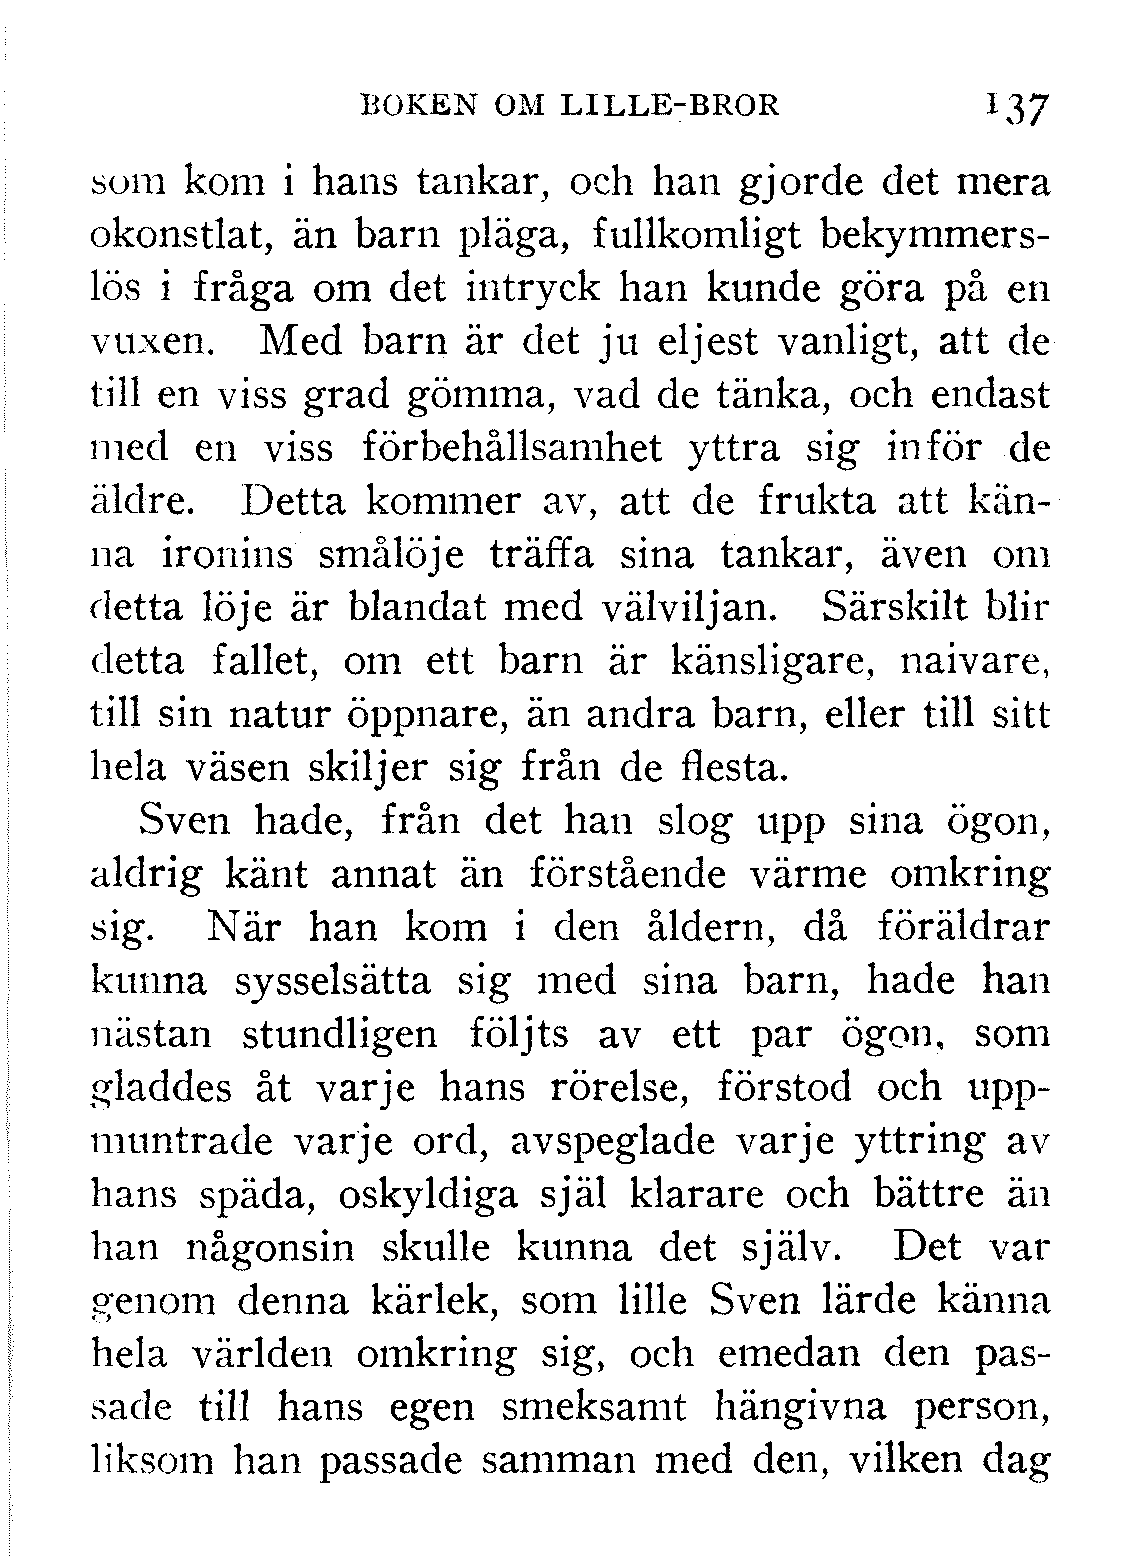 BOKEN OM LILLE-BROR 137
som kom i hans tankar, och han gjorde det mera
okonstlat, än barn pläga, fullkomligt bekymmers-
lös i fråga om det intryck han kunde göra på en
vuxen. Med barn är det ju eljest vanligt, att de
till en viss grad gömma, vad de tänka, och endast
med en viss förbehållsamhet yttra sig inför de
äldre. Detta kommer av, att de frukta att kän-
na ironins smålöje träffa sina tankar, även om
detta löje är blandat med välviljan. Särskilt blir
detta fallet, om ett barn är känsligare, naivare,
till sin natur öppnare, än andra barn, eller till sitt
hela väsen skiljer sig från de flesta.
Sven hade, från det han slog upp sina ögon,
aldrig känt annat än förstående värme omkring
sig. När han kom i den åldern, då föräldrar
kunna sysselsätta sig med sina barn, hade han
nästan stundligen följts av ett par ögon, som
gladdes åt varje hans rörelse, förstod och upp-
muntrade varje ord, avspeglade varje yttring av
hans späda, oskyldiga själ klarare och bättre än
han någonsin skulle kunna det själv. Det var
genom denna kärlek, som lille Sven lärde känna
hela världen omkring sig, och emedan den pas-
sade till hans egen smeksamt hängivna person,
liksom han passade samman med den, vilken dag